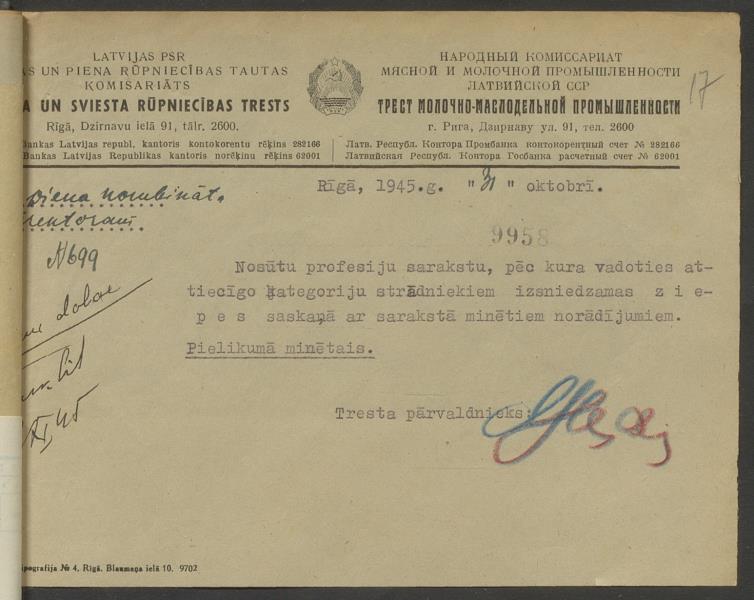 LATVIJAS PSR
UN PIENA RŪPNIECĪBAS TAUTAS
KOMISARIĀTS
UN SVIESTA RŪPNIECĪBAS TRESTS
Rīgā, Dzirnavu ielā 91, tālr. 2600.
Bankas Latvijas republ. kantoris kontokorentu rēķins 282166
Bankas Latvijas Republikas kantoris norēķinu rēķins 62001
НАРОДНЫЙ КОМИССАРИАТ
МЯСНОЙ И МОЛОЧНОЙ ПРОМЫШЛЕННОСТИ
ЛАТВИЙСКОЙ ССР
ТРЕСТ МОЛОЧНО-МАСЛОДЕЛЬНОЙ ПРОМЫШЛЕННОСТИ
г. Рига, Дзирнаву ул. 91, тел. 2600
Латв. Республ. Контора Промбанка контокорентный счет № 282166
Латвийская Республ. Контора Госбанка расчетный счет № 62001
17
Piena kombināt.
Rīgā, 1945.g. "31" oktobrī.
N699
9958
Nosūtu profesiju sarakstu, pēc kura vadoties at-
tiecīgo kategoriju strādniekiem izsniedzamas z i e-
p e s saskaņā ar sarakstā minētiem norādījumiem.
Pielikumā minētais.
Tresta pārvaldnieks:
XI 45
ipografija № 4, Rīgā, Blaumaņa ielā 10. 9702